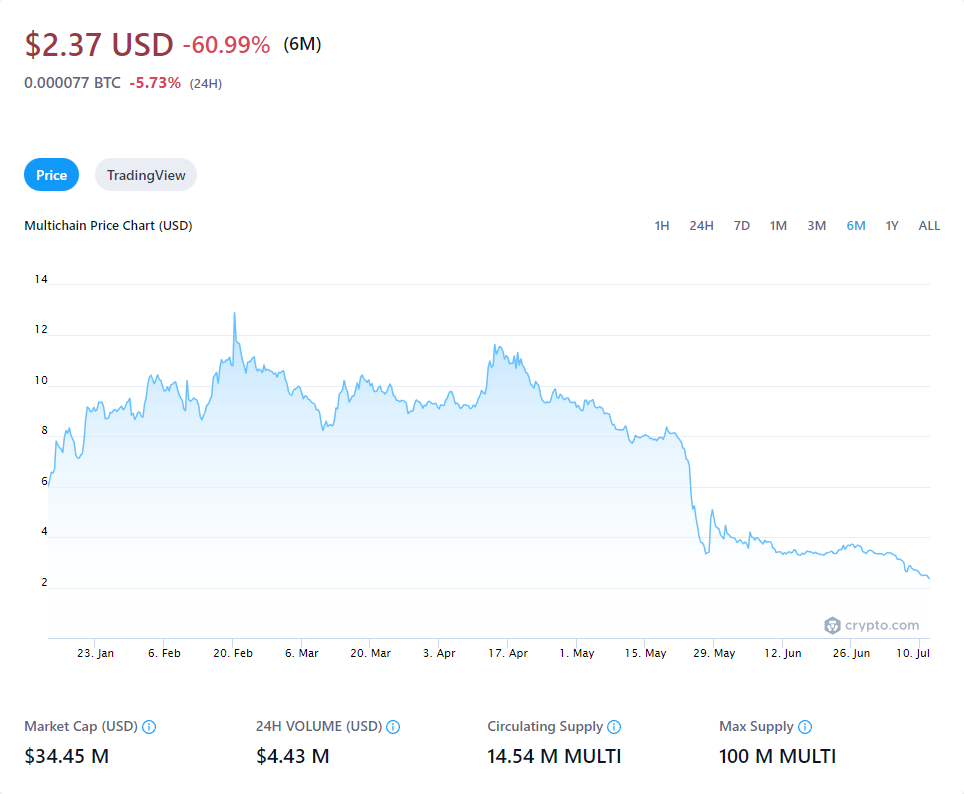 $2.37 USD -60.99% (6M)
0.000077 BTC -5.73% (24H)
Price TradingView
Multichain Price Chart (USD) 1H 24H 7D 1M 3M 6M 1Y ALL
14
12
10
8
6
4
2
crypto.com
23. Jan 6. Feb 20. Feb 6. Mar 20. Mar 3. Apr 17. Apr 1. May 15. May 29. May 12. Jun 26. Jun 10. Jul
Market Cap (USD) 24H VOLUME (USD) Circulating Supply Max Supply
$34.45 M $4.43 M 14.54 M MULTI 100 M MULTI